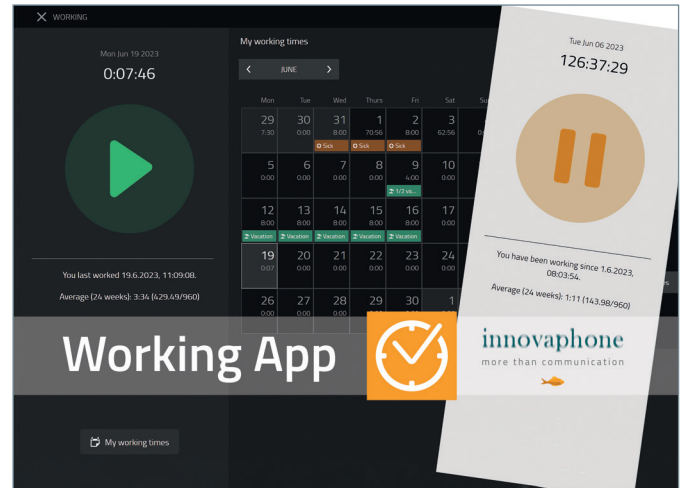 WORKING
Mon Jun 19 2023
0:07:46
You last worked 19.6.2023, 11:09:08.
Average (24 weeks): 3:34 (429.49/960)
My working times
My working times
JUNE
Mon Tue Wed Thurs Fri Sat
29 30 31 1 2 3
7:30 0:00 8:00 70:56 8:00 62:56
Sick Sick Sick
5 6 7 8 9 10
0:00 0:00 0:00 0:00 4:00 0:00
1/2 va...
12 13 14 15 16 17
8:00 8:00 8:00 8:00 8:00 0:00
Vacation Vacation Vacation Vacation Vacation
19 20 21 22 23 24
0:07 0:00 0:00 0:00 0:00 0:00
26 27 28 29 30 1
0:00 0:00 0:00
Tue Jun 06 2023
126:37:29
You have been working since 1.6.2023,
08:03:54.
Average (24 weeks): 1:11 (143.98/960)
Working App
innovaphone
more than communication